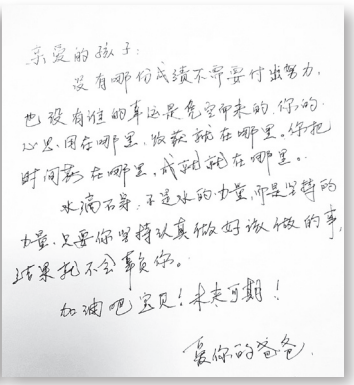 亲爱的孩子:
没有哪份成绩不需要付出努力,
也没有谁的幸运是凭空而来的,你的
心思用在哪里,收获就在哪里。你把
时间花在哪里,成就就在哪里。
水滴石穿,不是水的力量,而是坚持的
力量,只要你坚持认真做好该做的事,
结果就不会辜负你。
加油吧宝贝!未来可期!
爱你的爸爸.